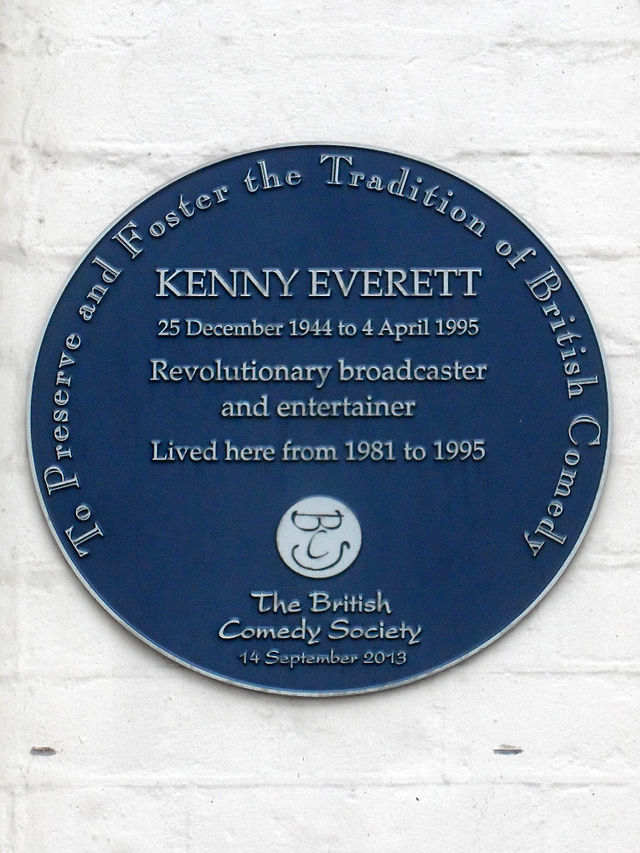 To Preserve and Foster the Tradition of British Comedy
KENNY EVERETT
25 December 1944 to 4 April 1995
Revolutionary broadcaster
and entertainer
Lived here from 1981 to 1995
BCS
The British
Comedy Society
14 September 2013